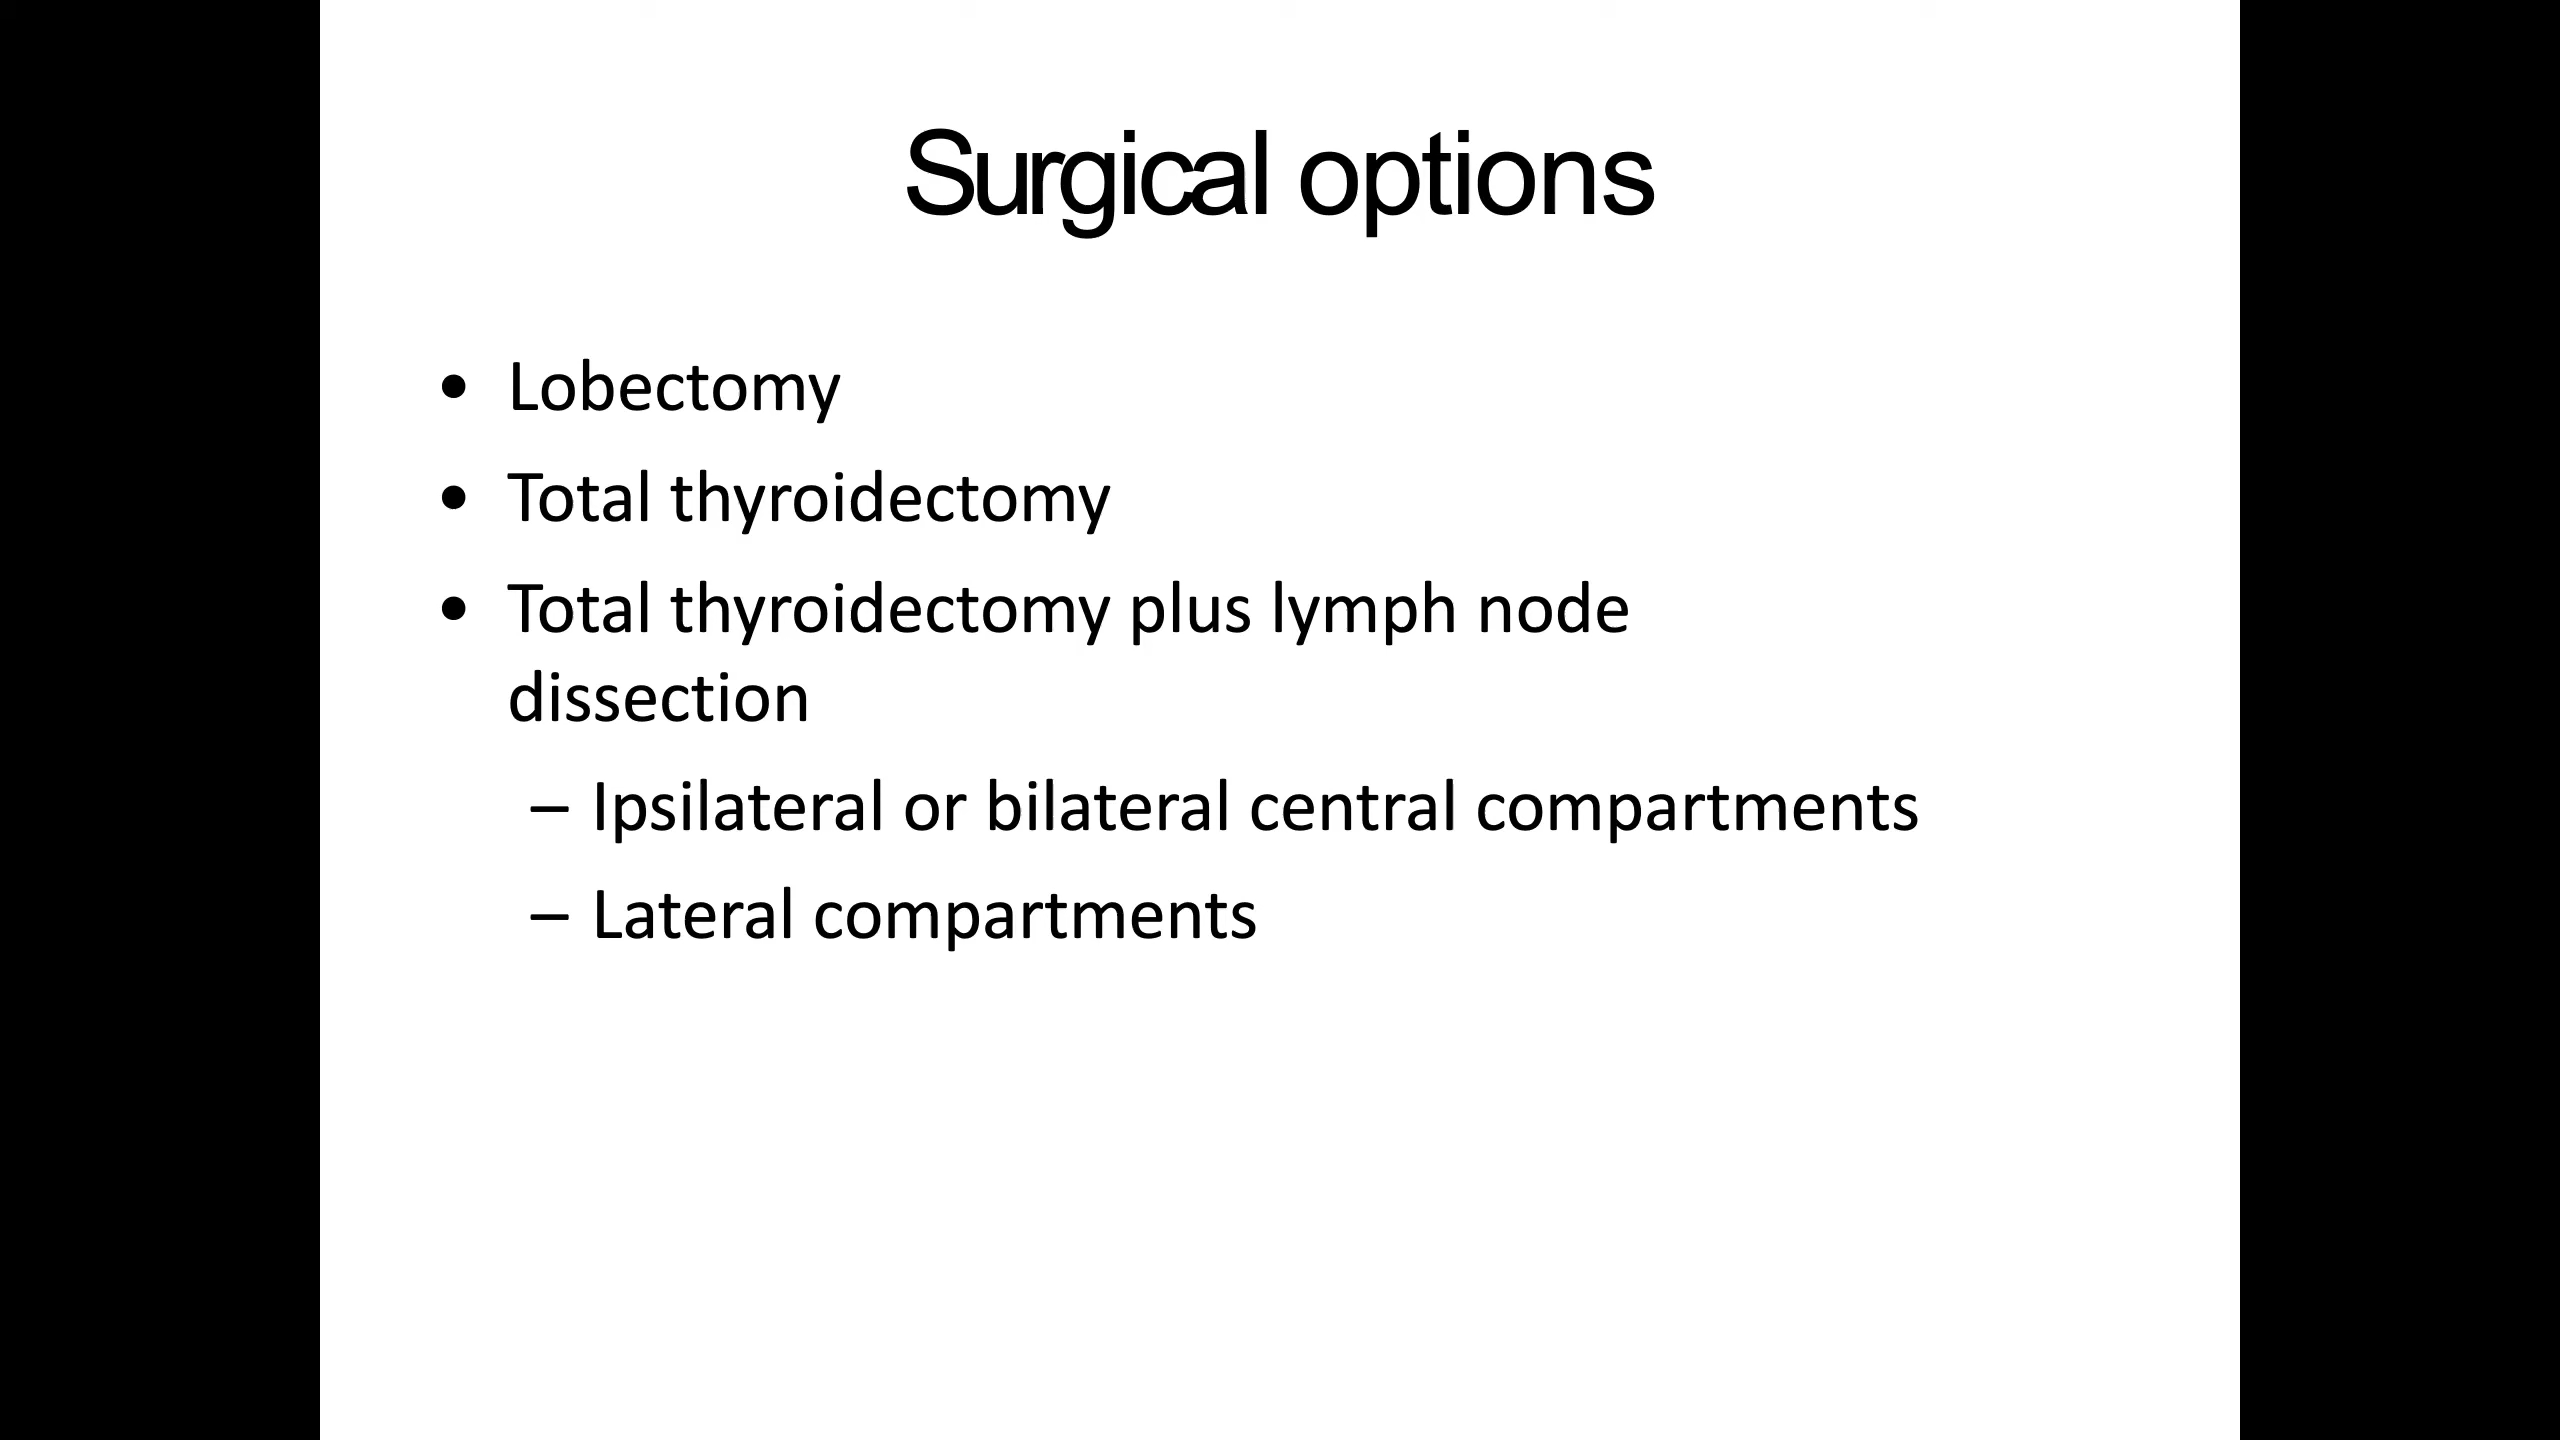 Surgical options
• Lobectomy
• Total thyroidectomy
• Total thyroidectomy plus lymph node
dissection
– Ipsilateral or bilateral central compartments
– Lateral compartments